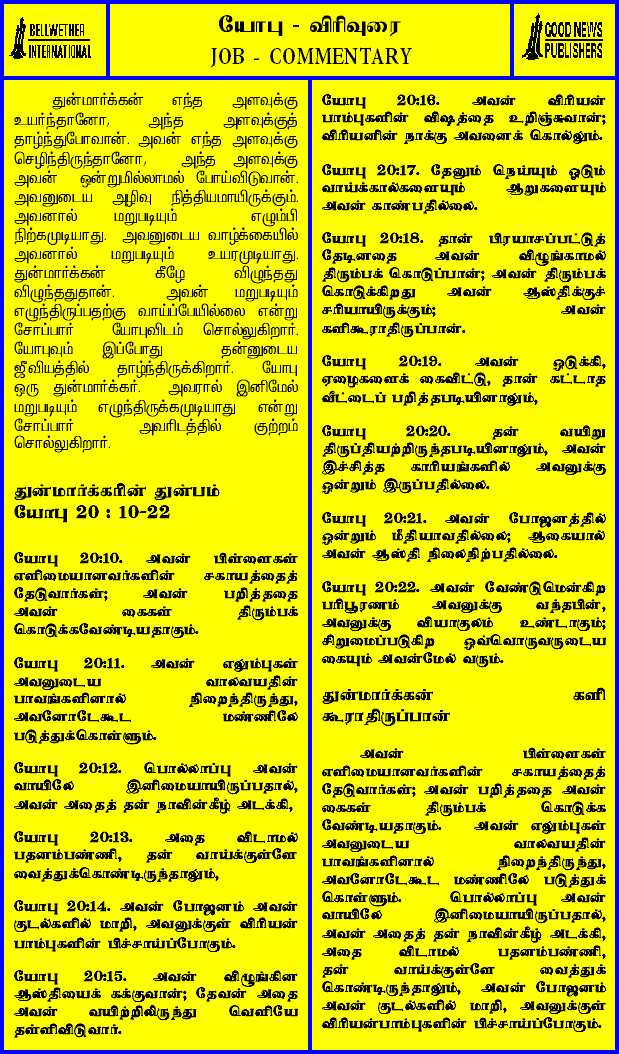 BELLWETHER
INTERNATIONAL
யோபு - விரிவுரை
JOB - COMMENTARY
GOOD NEWS
PUBLISHERS
துன்மார்க்கன் எந்த அளவுக்கு
உயர்ந்தானோ, அந்த அளவுக்குத்
தாழ்ந்துபோவான். அவன் எந்த அளவுக்கு
செழிந்திருந்தானோ, அந்த அளவுக்கு
அவன் ஒன்றுமில்லாமல் போய்விடுவான்.
அவனுடைய அழிவு நித்தியமாயிருக்கும்.
அவனால் மறுபடியும் எழும்பி
நிற்கமுடியாது. அவனுடைய வாழ்க்கையில்
அவனால் மறுபடியும் உயரமுடியாது.
துன்மார்க்கன் கீழே விழுந்தது
விழுந்ததுதான். அவன் மறுபடியும்
எழுந்திருப்பதற்கு வாய்ப்பேயில்லை என்று
சோப்பார் யோபுவிடம் சொல்லுகிறார்.
யோபுவும் இப்போது தன்னுடைய
ஜீவியத்தில் தாழ்ந்திருக்கிறார். யோபு
ஒரு துன்மார்க்கர். அவரால் இனிமேல்
மறுபடியும் எழுந்திருக்கமுடியாது என்று
சோப்பார் அவரிடத்தில் குற்றம்
சொல்லுகிறார்.
துன்மார்க்கரின் துன்பம்
யோபு 20 : 10-22
யோபு 20:10. அவன் பிள்ளைகள்
எளிமையானவர்களின் சகாயத்தைத்
தேடுவார்கள்; அவன் பறித்ததை
அவன் கைகள் திரும்பக்
கொடுக்கவேண்டியதாகும்.
யோபு 20:11. அவன் எலும்புகள்
அவனுடைய வாலவயதின்
பாவங்களினால் நிறைந்திருந்து,
அவனோடேகூட மண்ணிலே
படுத்துக்கொள்ளும்.
யோபு 20:12. பொல்லாப்பு அவன்
வாயிலே இனிமையாயிருப்பதால்,
அவன் அதைத் தன் நாவின்கீழ் அடக்கி,
யோபு 20:13. அதை விடாமல்
பதனம்பண்ணி, தன் வாய்க்குள்ளே
வைத்துக்கொண்டிருந்தாலும்,
யோபு 20:14. அவன் போஜனம் அவன்
குடல்களில் மாறி, அவனுக்குள் விரியன்
பாம்புகளின் பிச்சாய்ப்போகும்.
யோபு 20:15. அவன் விழுங்கின
ஆஸ்தியைக் கக்குவான்; தேவன் அதை
அவன் வயிற்றிலிருந்து வெளியே
தள்ளிவிடுவார்.
யோபு 20:16. அவன் விரியன்
பாம்புகளின் விஷத்தை உறிஞ்சுவான்;
விரியனின் நாக்கு அவனைக் கொல்லும்.
யோபு 20:17. தேனும் நெய்யும் ஓடும்
வாய்க்கால்களையும் ஆறுகளையும்
அவன் காண்பதில்லை.
யோபு 20:18. தான் பிரயாசப்பட்டுத்
தேடினதை அவன் விழுங்காமல்
திரும்பக் கொடுப்பான்; அவன் திரும்பக்
கொடுக்கிறது அவன் ஆஸ்திக்குச்
சரியாயிருக்கும்; அவன்
களிகூராதிருப்பான்.
யோபு 20:19. அவன் ஒடுக்கி,
ஏழைகளைக் கைவிட்டு, தான் கட்டாத
வீட்டைப் பறித்தபடியினாலும்,
யோபு 20:20. தன் வயிறு
திருப்தியற்றிருந்தபடியினாலும், அவன்
இச்சித்த காரியங்களில் அவனுக்கு
ஒன்றும் இருப்பதில்லை.
யோபு 20:21. அவன் போஜனத்தில்
ஒன்றும் மீதியாவதில்லை; ஆகையால்
அவன் ஆஸ்தி நிலைநிற்பதில்லை.
யோபு 20:22. அவன் வேண்டுமென்கிற
பரிபூரணம் அவனுக்கு வந்தபின்,
அவனுக்கு வியாகுலம் உண்டாகும்;
சிறுமைப்படுகிற ஒவ்வொருவருடைய
கையும் அவன்மேல் வரும்.
துன்மார்க்கன் களி
கூராதிருப்பான்
அவன் பிள்ளைகள்
எளிமையானவர்களின் சகாயத்தைத்
தேடுவார்கள்; அவன் பறித்ததை அவன்
கைகள் திரும்பக் கொடுக்க
வேண்டியதாகும். அவன் எலும்புகள்
அவனுடைய வாலவயதின்
பாவங்களினால் நிறைந்திருந்து,
அவனோடேகூட மண்ணிலே படுத்துக்
கொள்ளும். பொல்லாப்பு அவன்
வாயிலே இனிமையாயிருப்பதால்,
அவன் அதைத் தன் நாவின்கீழ் அடக்கி,
அதை விடாமல் பதனம்பண்ணி,
தன் வாய்க்குள்ளே வைத்துக்
கொண்டிருந்தாலும், அவன் போஜனம்
அவன் குடல்களில் மாறி, அவனுக்குள்
விரியன்பாம்புகளின் பிச்சாய்ப்போகும்.